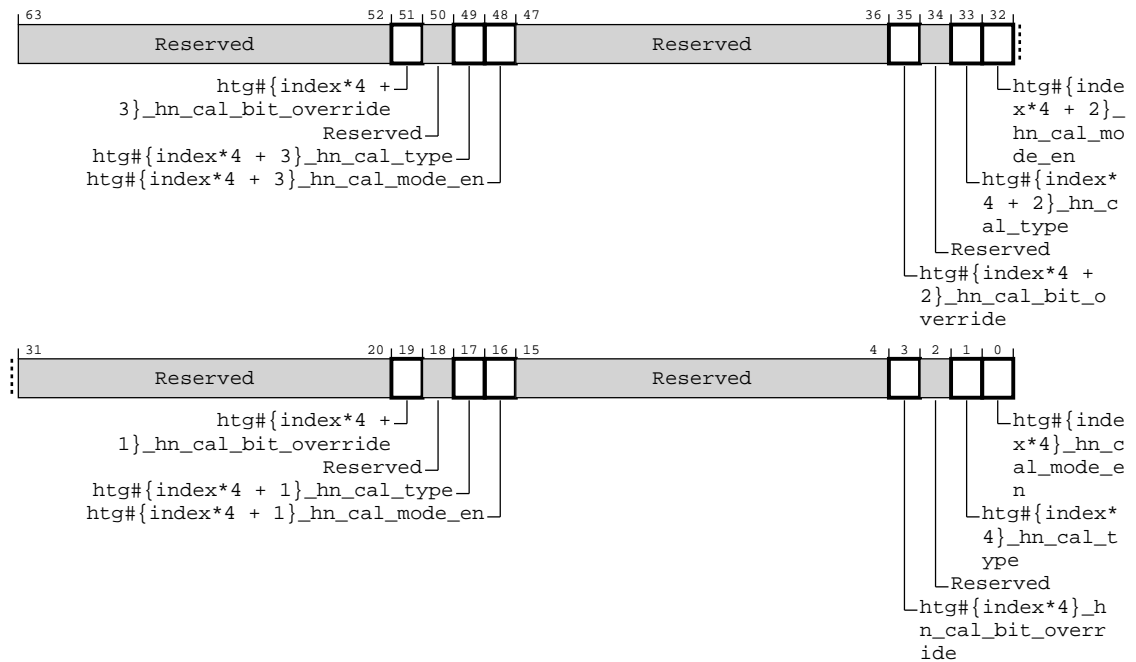 63 52 51 50 49 48 47 36 35 34 33 32
Reserved Reserved
htg#{index*4 +
3}_hn_cal_bit_override
Reserved
htg#{index*4 + 3}_hn_cal_type
htg#{index*4 + 3}_hn_cal_mode_en
htg#{inde
x*4 + 2}_
hn_cal_mo
de_en
htg#{index*
4 + 2}_hn_c
al_type
Reserved
htg#{index*4 +
2}_hn_cal_bit_o
verride
31 20 19 18 17 16 15 4 3 2 1 0
Reserved Reserved
htg#{index*4 +
1}_hn_cal_bit_override
Reserved
htg#{index*4 + 1}_hn_cal_type
htg#{index*4 + 1}_hn_cal_mode_en
htg#{inde
x*4}_hn_c
al_mode_e
n
htg#{index*
4}_hn_cal_t
ype
Reserved
htg#{index*4}_h
n_cal_bit_overr
ide